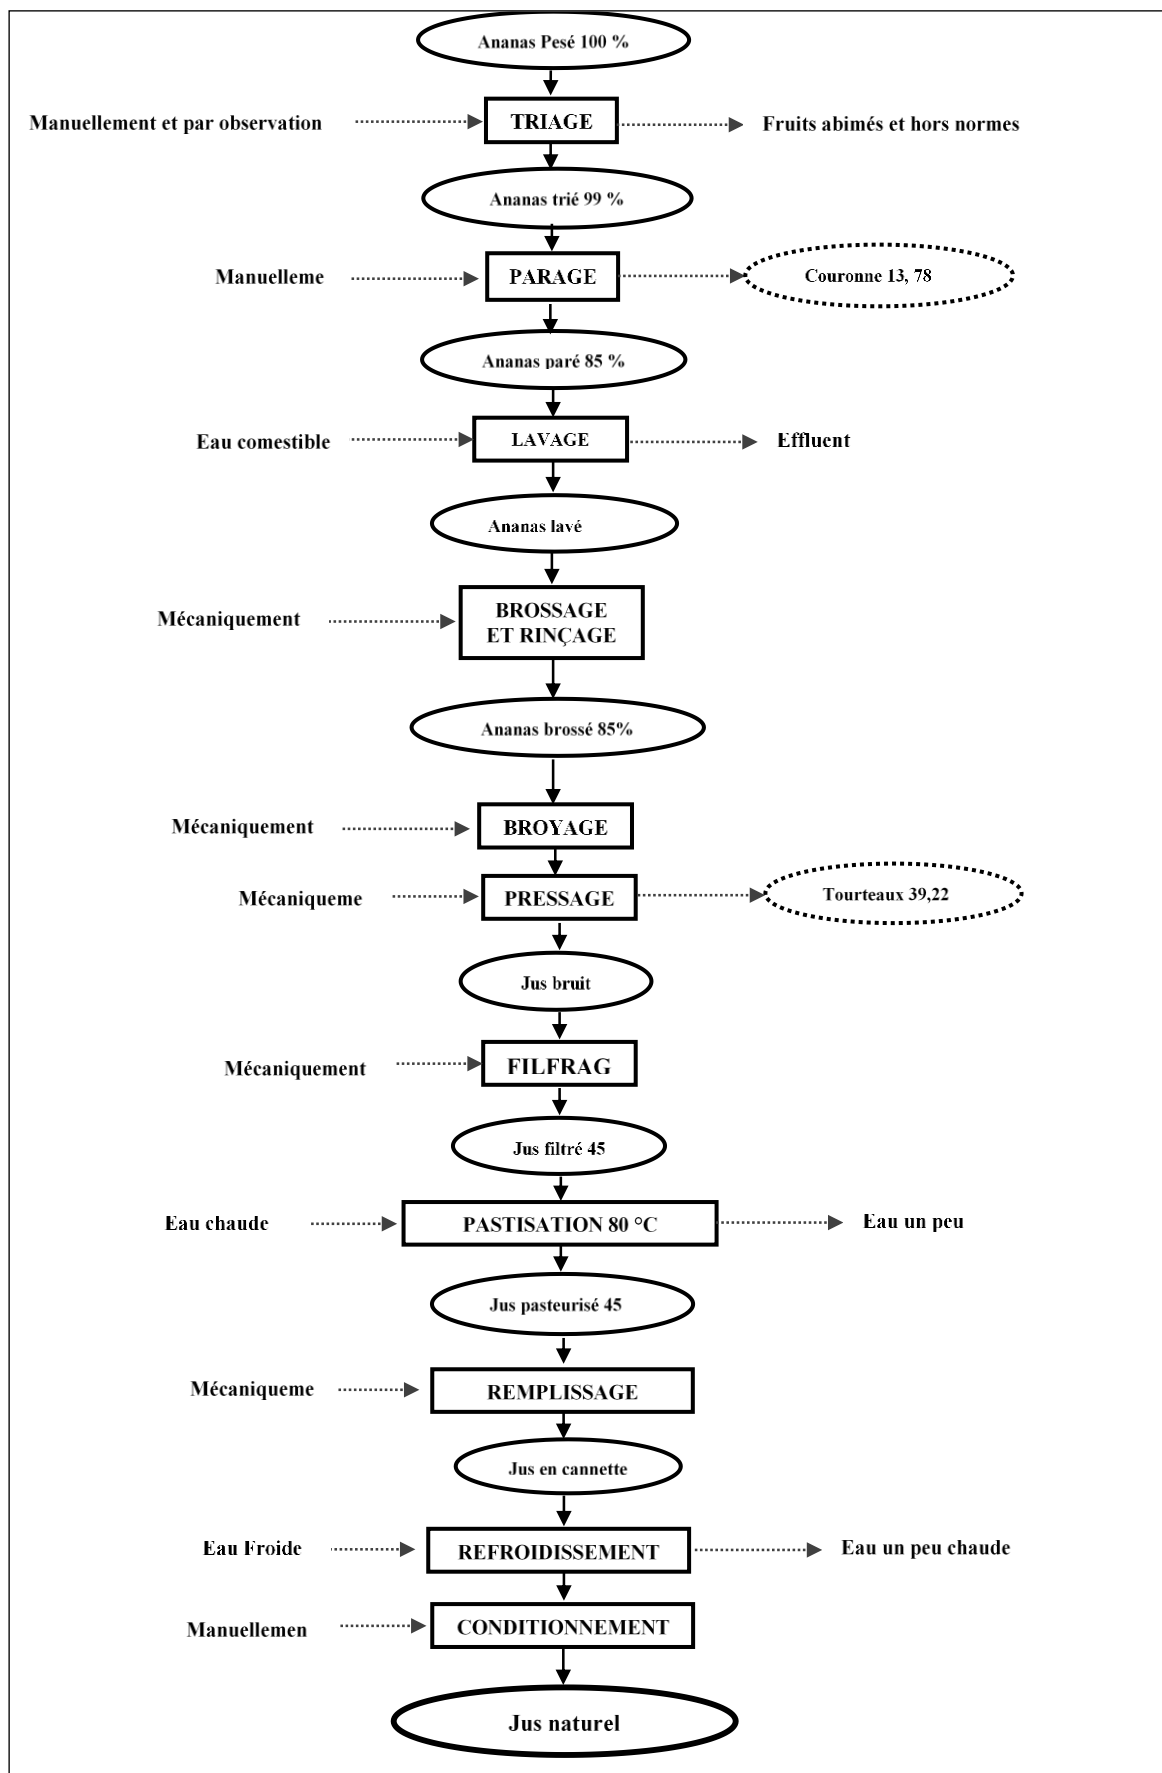 Ananas Pesé 100 %
Manuellement et par observation
TRIAGE
Fruits abimés et hors normes
Ananas trié 99 %
Manuelleme
PARAGE
Couronne 13, 78
Ananas paré 85 %
Eau comestible
LAVAGE
Effluent
Ananas lavé
Mécaniquement
BROSSAGE
ET RINÇAGE
Ananas brossé 85%
Mécaniquement
BROYAGE
Mécaniqueme
PRESSAGE
Tourteaux 39,22
Jus bruit
Mécaniquement
FILFRAG
Jus filtré 45
Eau chaude
PASTISATION 80 °C
Eau un peu
Jus pasteurisé 45
Mécaniqueme
REMPLISSAGE
Jus en cannette
Eau Froide
REFROIDISSEMENT
Eau un peu chaude
Manuellemen
CONDITIONNEMENT
Jus naturel